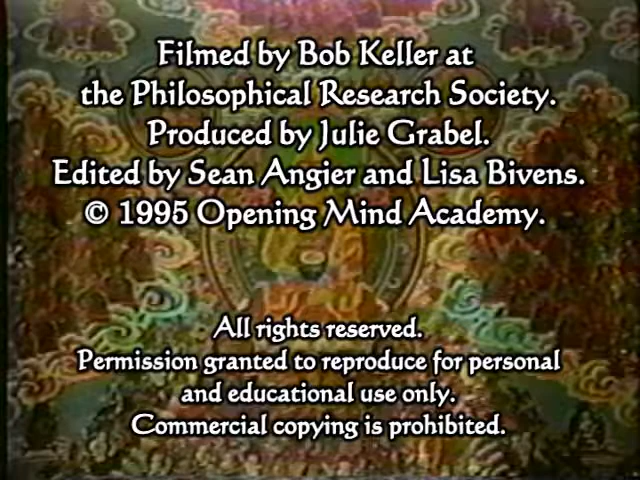 Filmed by Bob Keller at
the Philosophical Research Society.
Produced by Julie Grabel.
Edited by Sean Angier and Lisa Bivens.
© 1995 Opening Mind Academy.
All rights reserved.
Permission granted to reproduce for personal
and educational use only.
Commercial copying is prohibited.